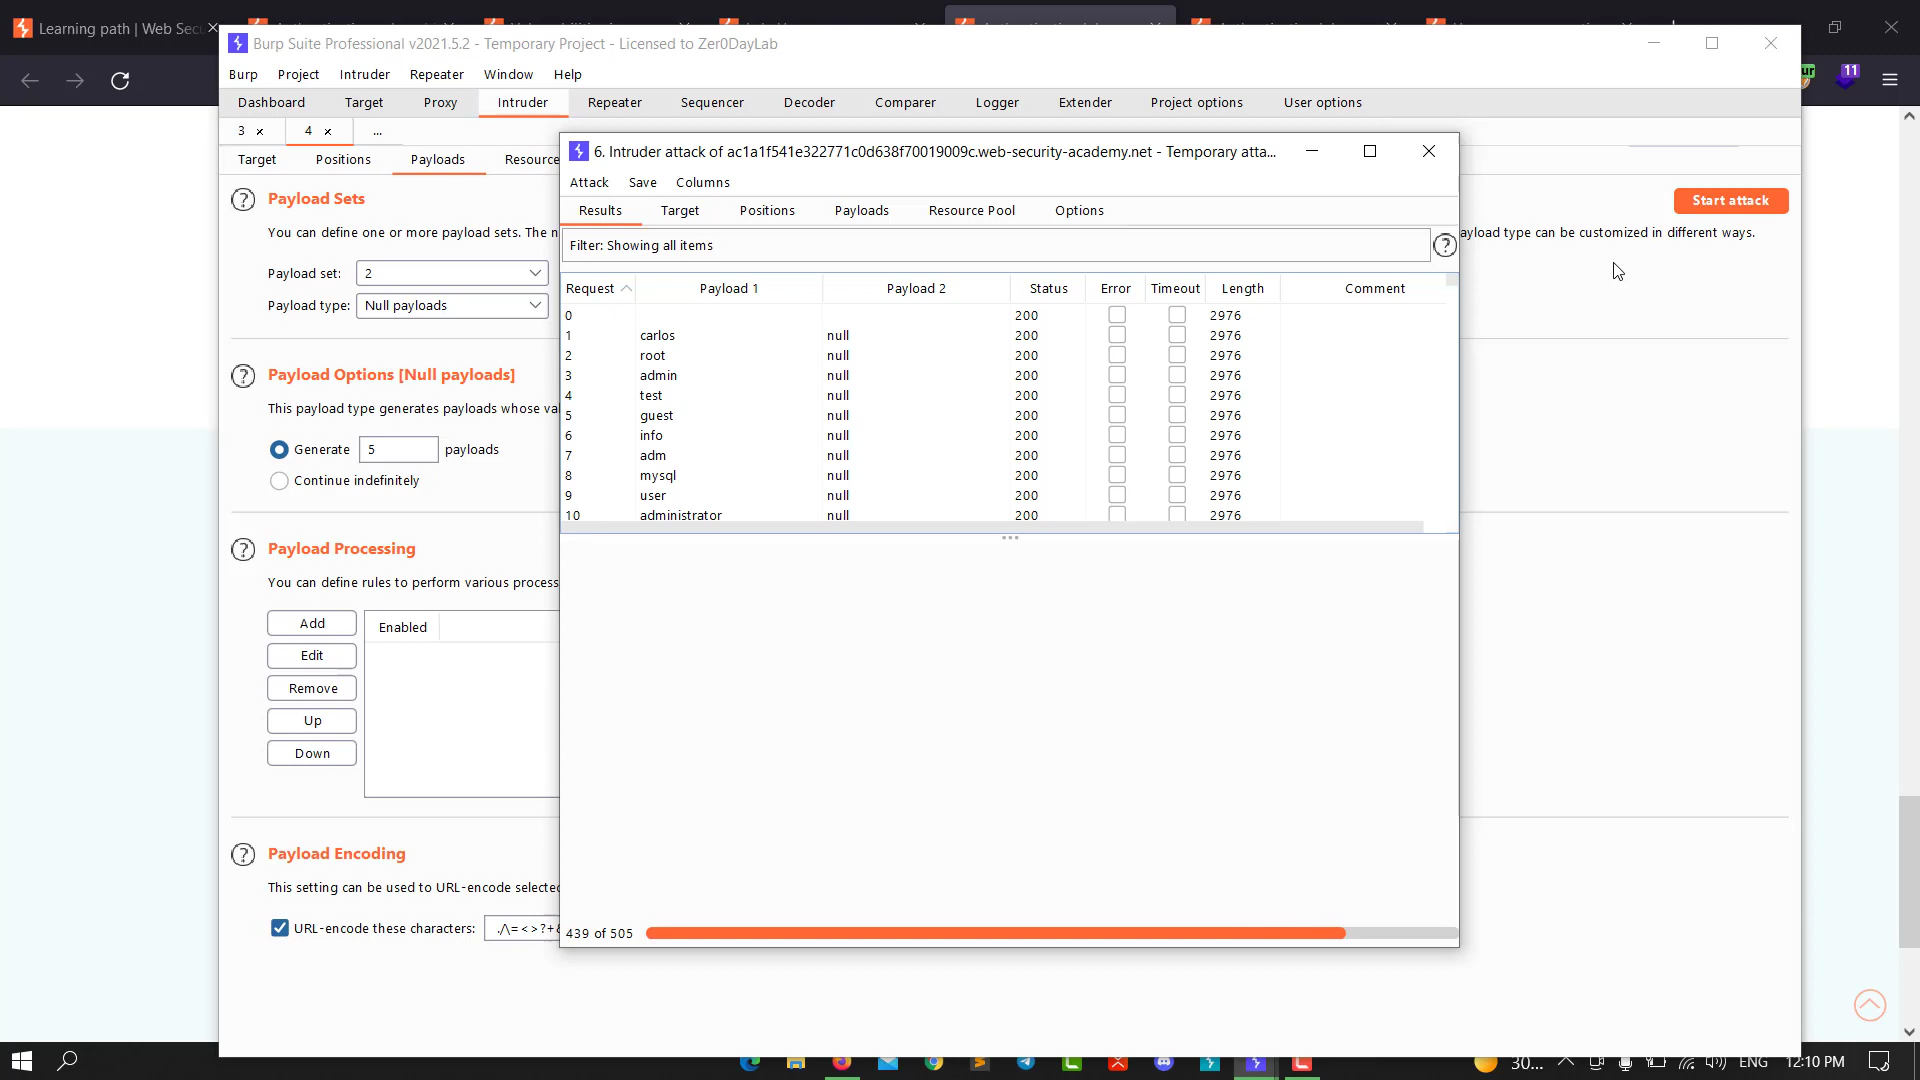 Learning path | Web Sec
Burp Suite Professional v2021.5.2 - Temporary Project - Licensed to Zer0DayLab
11
Burp Project Intruder Repeater Window Help
Dashboard Target Proxy Intruder Repeater Sequencer Decoder Comparer Logger Extender Project options User options
3 × 4 × ...
Target Positions Payloads Resource
6. Intruder attack of ac1a1f541e322771c0d638f70019009c.web-security-academy.net - Temporary atta...
Attack Save Columns
Results Target Positions Payloads Resource Pool Options
Filter: Showing all items
Request Payload 1 Payload 2 Status Error Timeout Length Comment
0 200 2976
1 carlos null 200 2976
2 root null 200 2976
3 admin null 200 2976
4 test null 200 2976
5 guest null 200 2976
6 info null 200 2976
7 adm null 200 2976
8 mysql null 200 2976
9 user null 200 2976
10 administrator null 200 2976
439 of 505
Payload Sets
Start attack
You can define one or more payload sets. The n
ayload type can be customized in different ways.
Payload set: 2
Payload type: Null payloads
Payload Options [Null payloads]
This payload type generates payloads whose va
Generate 5 payloads
Continue indefinitely
Payload Processing
You can define rules to perform various process
Add
Edit
Remove
Up
Down
Enabled
Payload Encoding
This setting can be used to URL-encode selected
URL-encode these characters: ./\=<>?+&
30... ENG 12:10 PM